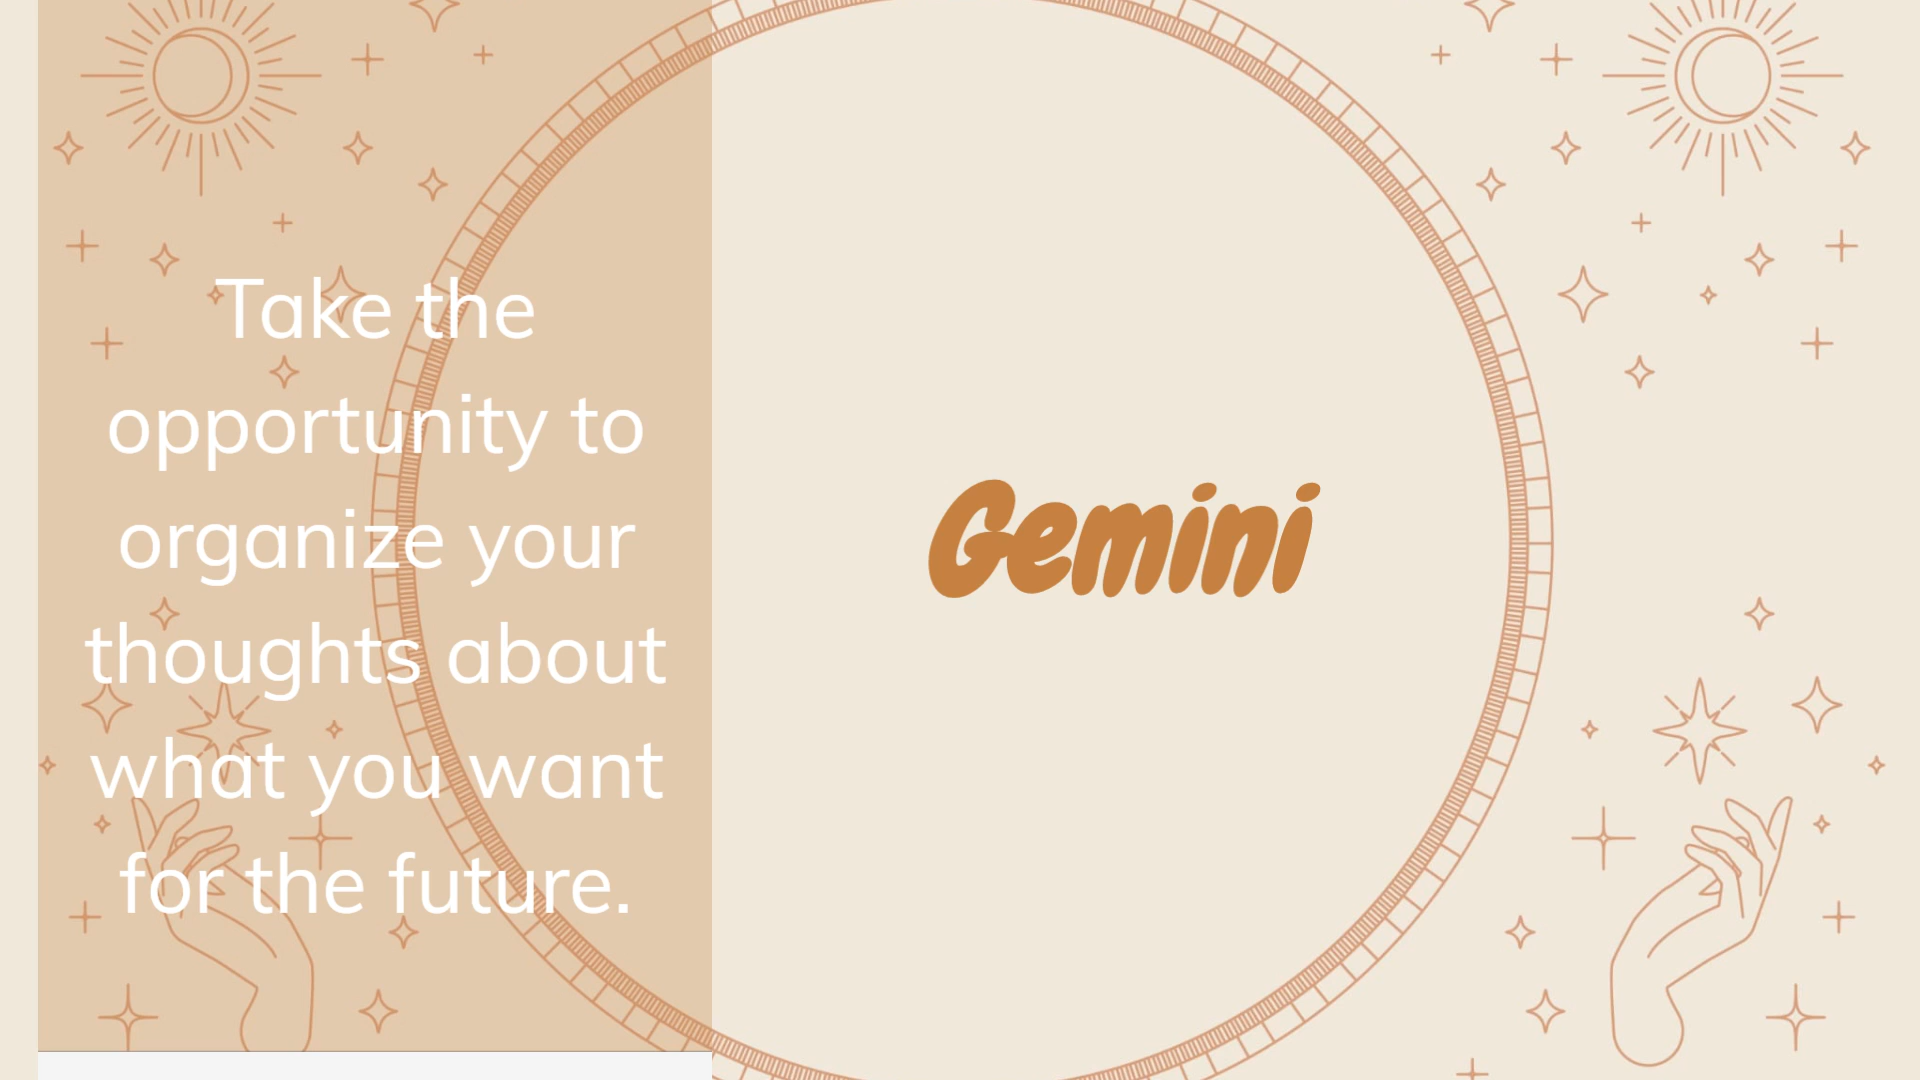 Take the
opportunity to
organize your
thoughts about
what you want
for the future.
Gemini